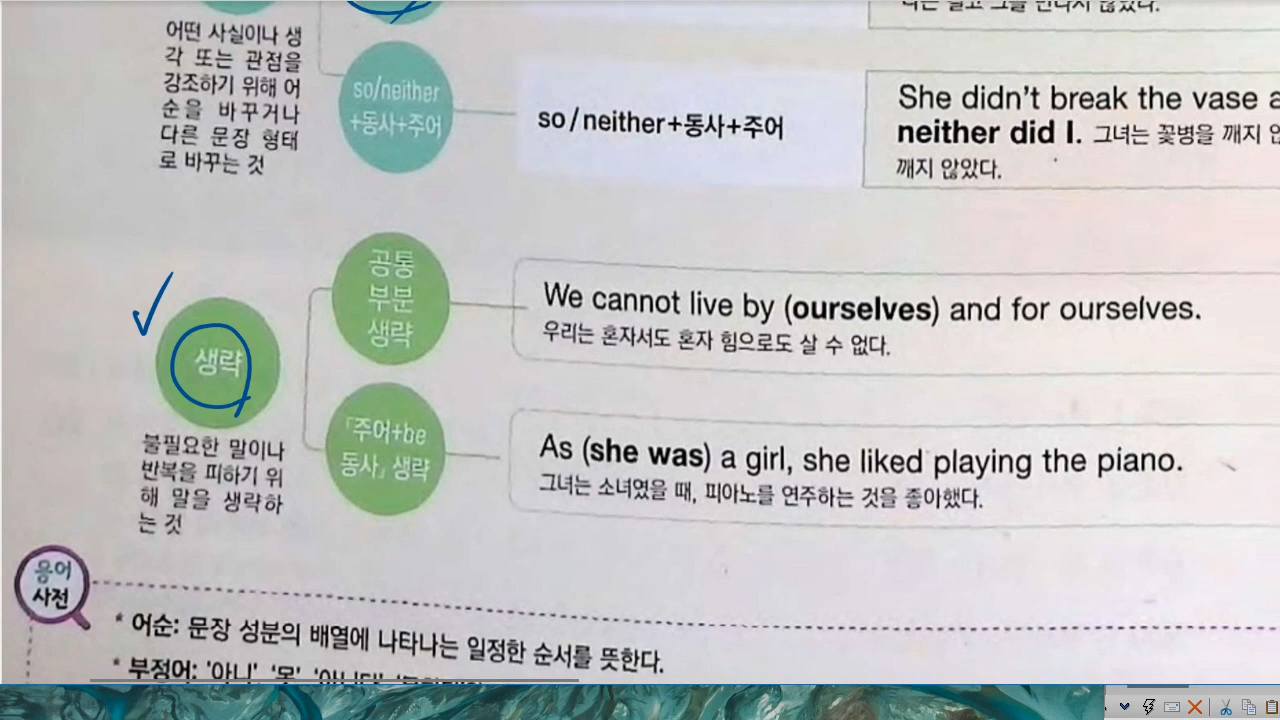 어떤 사실이나 생
각 또는 관점을
강조하기 위해 어
순을 바꾸거나
다른 문장 형태
로 바꾸는 것
so/neither
+동사+주어
so / neither+동사+주어
She didn't break the vase a
neither did I. 그녀는 꽃병을 깨지
깨지 않았다.
공통
부분
생략
We cannot live by (ourselves) and for ourselves.
우리는 혼자서도 혼자 힘으로도 살 수 없다.
생략
불필요한 말이나
반복을 피하기 위
해 말을 생략하
는 것
「주어+be
동사」 생략
As (she was) a girl, she liked playing the piano.
그녀는 소녀였을 때, 피아노를 연주하는 것을 좋아했다.
용어
사전
* 어순: 문장 성분의 배열에 나타나는 일정한 순서를 뜻한다.
* 부정어: '아니', '못',